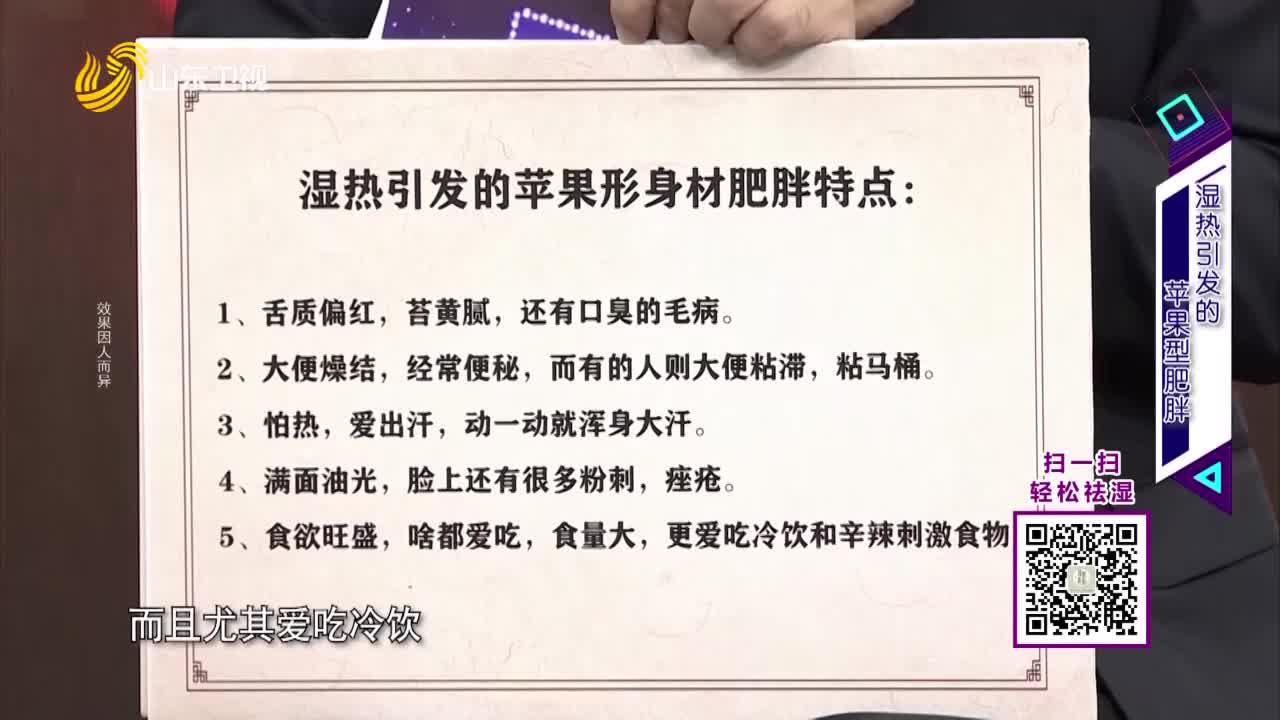 山东卫视
湿热引发的苹果形身材肥胖特点：
1、舌质偏红，苔黄腻，还有口臭的毛病。
2、大便燥结，经常便秘，而有的人则大便粘滞，粘马桶。
3、怕热，爱出汗，动一动就浑身大汗。
4、满面油光，脸上还有很多粉刺，痤疮。
5、食欲旺盛，啥都爱吃，食量大，更爱吃冷饮和辛辣刺激食物
效果因人而异
湿热引发的
苹果型肥胖
扫一扫
轻松祛湿
而且尤其爱吃冷饮